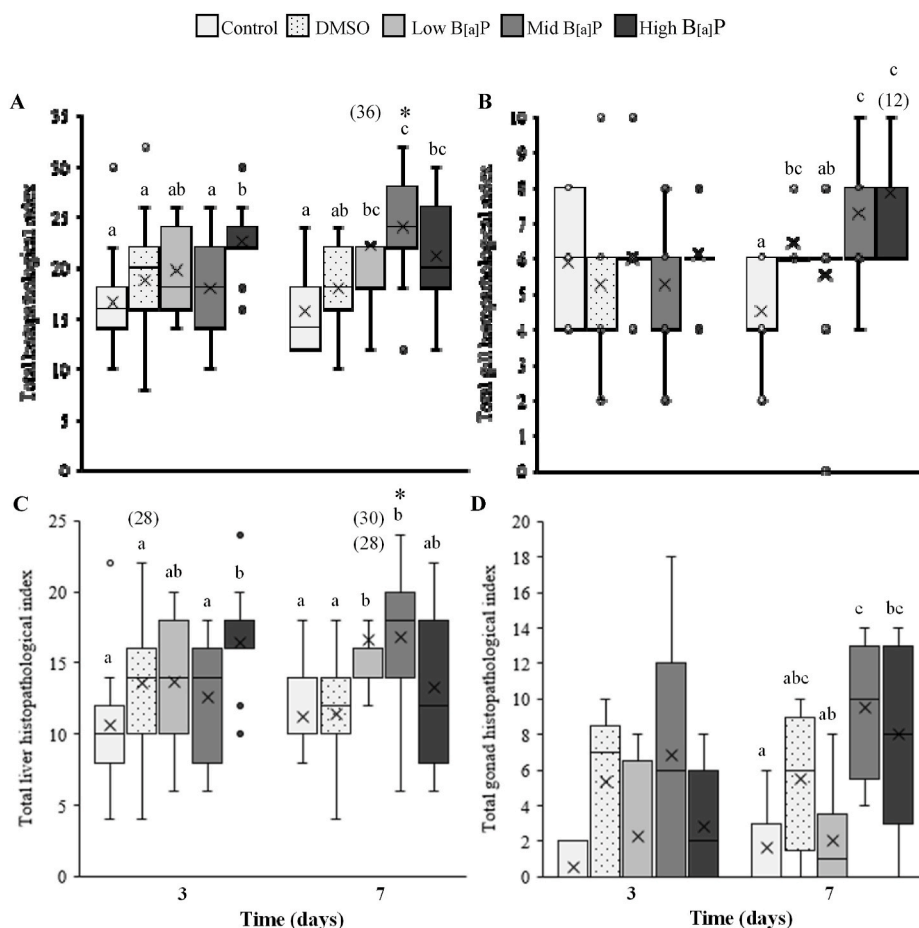 Control DMSO Low B[a]P Mid B[a]P High B[a]P
A
Total histopathological index
35
30
25
20
15
10
5
0
a a ab a b
a ab bc c bc
(36) *
B
Total gill histopathological index
10
9
8
7
6
5
4
3
2
1
0
a bc ab c c
(12)
C
Total liver histopathological index
25
20
15
10
5
0
(28)
a a ab a b
(30)
(28)
*
a a b b ab
3 7
Time (days)
D
Total gonad histopathological index
20
18
16
14
12
10
8
6
4
2
0
a abc ab c bc
3 7
Time (days)